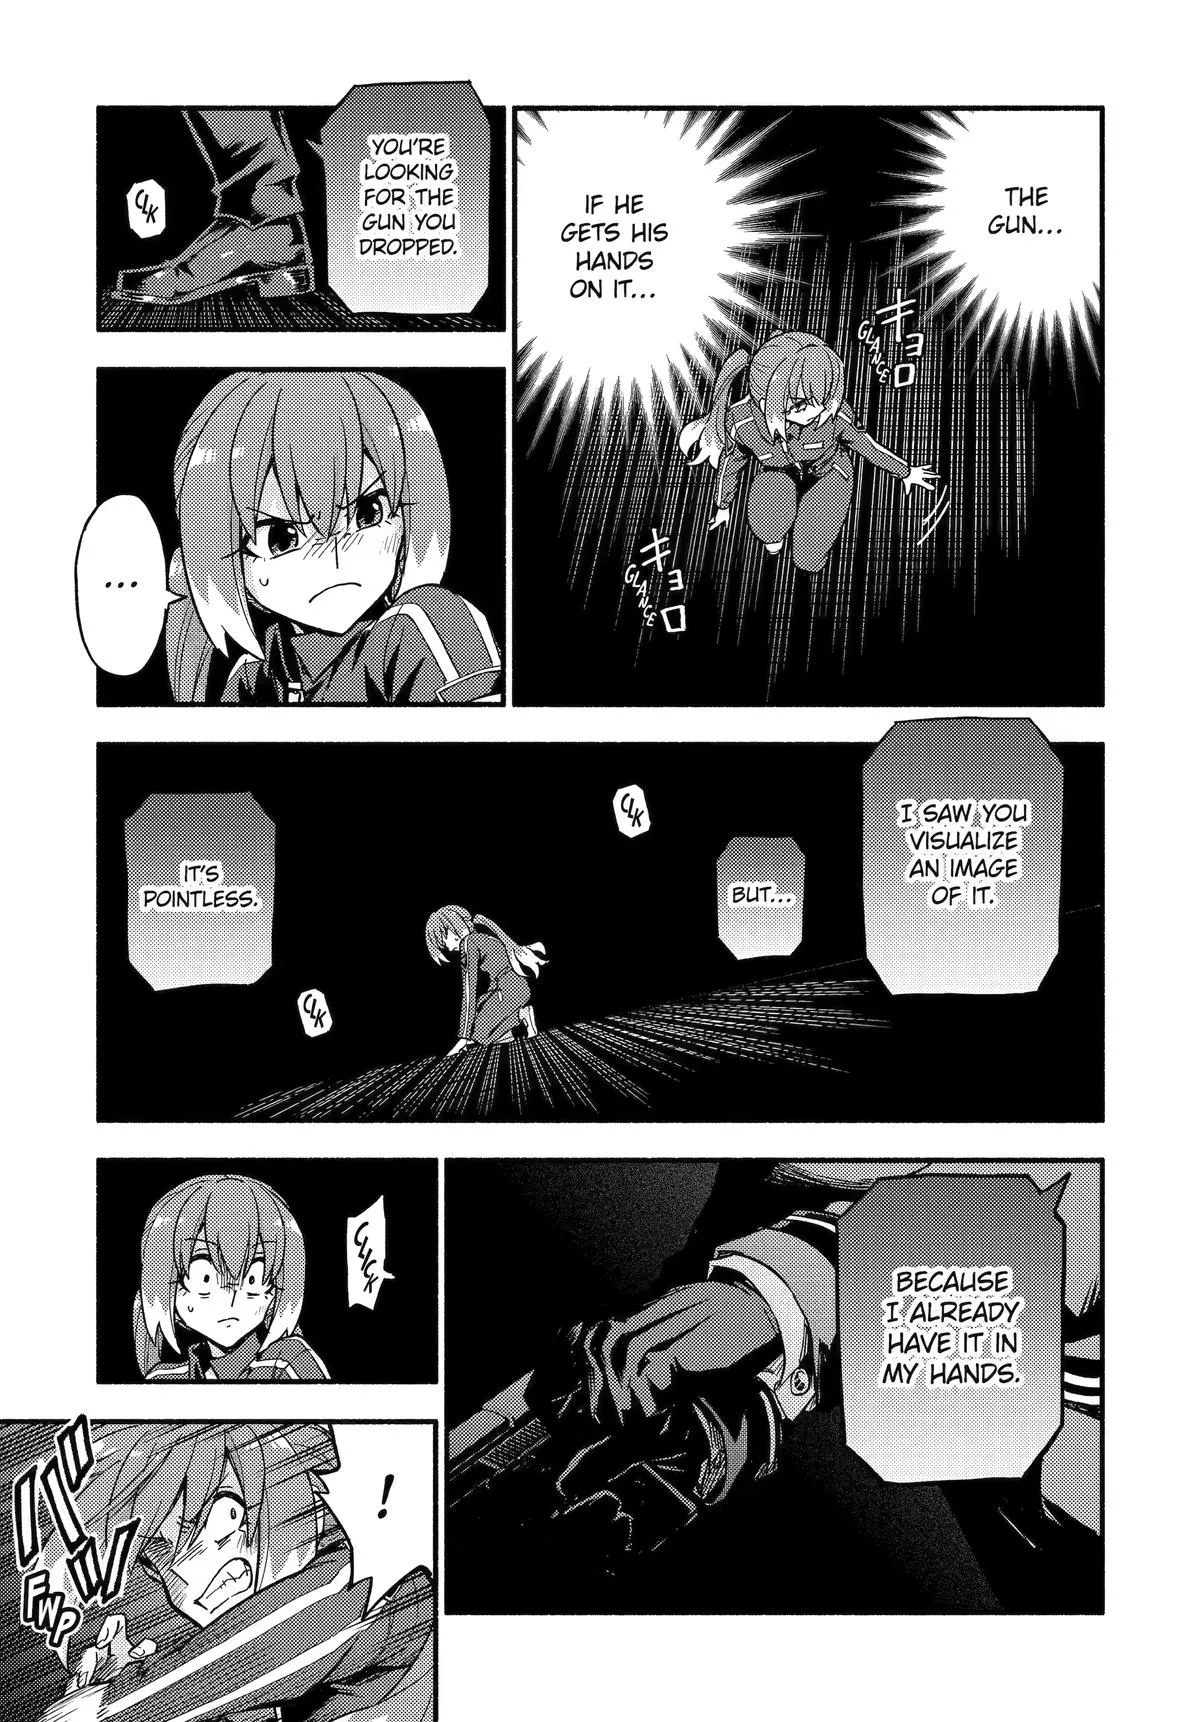 THE
GUN...
IF HE
GETS HIS
HANDS
ON IT...
キョロ
GLANCE
キョロ
GLANCE
YOU'RE
LOOKING
FOR THE
GUN YOU
DROPPED.
CLK
...
I SAW YOU
VISUALIZE
AN IMAGE
OF IT.
CLK
BUT...
CLK
IT'S
POINTLESS.
BECAUSE
I ALREADY
HAVE IT IN
MY HANDS.
CLICK
!
バッ
FWP